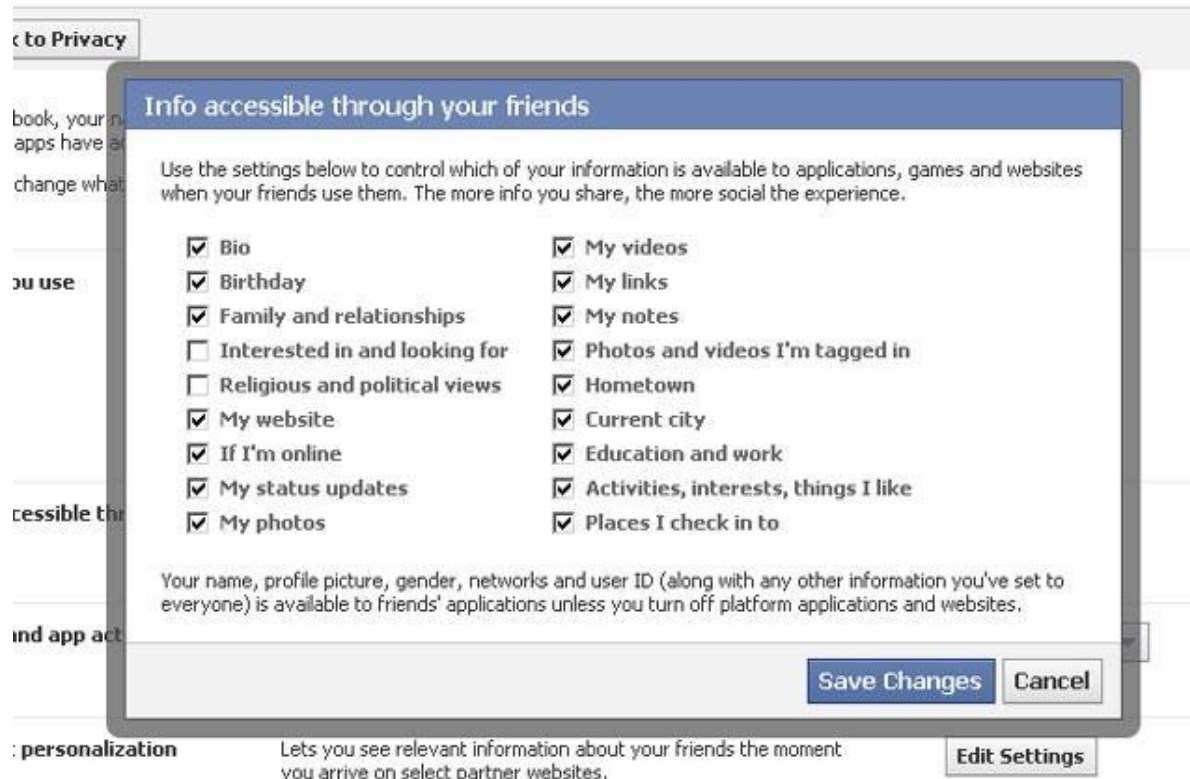 to Privacy
Info accessible through your friends
book, your
apps have
change what
Use the settings below to control which of your information is available to applications, games and websites
when your friends use them. The more info you share, the more social the experience.
Bio
Birthday
Family and relationships
Interested in and looking for
Religious and political views
My website
If I'm online
My status updates
My photos
My videos
My links
My notes
Photos and videos I'm tagged in
Hometown
Current city
Education and work
Activities, interests, things I like
Places I check in to
Your name, profile picture, gender, networks and user ID (along with any other information you've set to
everyone) is available to friends' applications unless you turn off platform applications and websites.
Save Changes
Cancel
use
and app
personalization
Lets you see relevant information about your friends the moment
you arrive on select partner websites.
Edit Settings